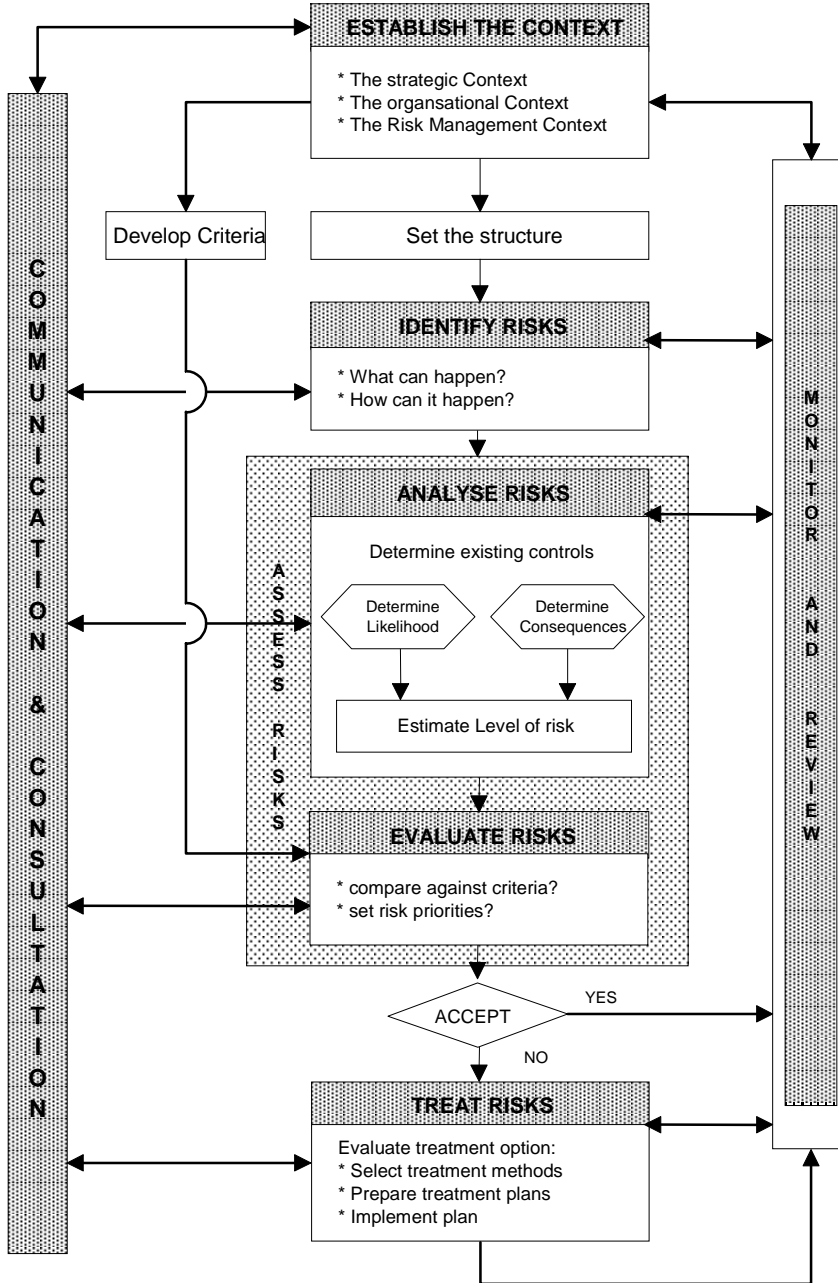 ESTABLISH THE CONTEXT
* The strategic Context
* The organsational Context
* The Risk Management Context
Develop Criteria
Set the structure
IDENTIFY RISKS
* What can happen?
* How can it happen?
ANALYSE RISKS
Determine existing controls
Determine
Likelihood
Determine
Consequences
Estimate Level of risk
ASSESS RISKS
EVALUATE RISKS
* compare against criteria?
* set risk priorities?
ACCEPT
YES
NO
TREAT RISKS
Evaluate treatment option:
* Select treatment methods
* Prepare treatment plans
* Implement plan
COMMUNICATION & CONSULTATION
MONITOR AND REVIEW